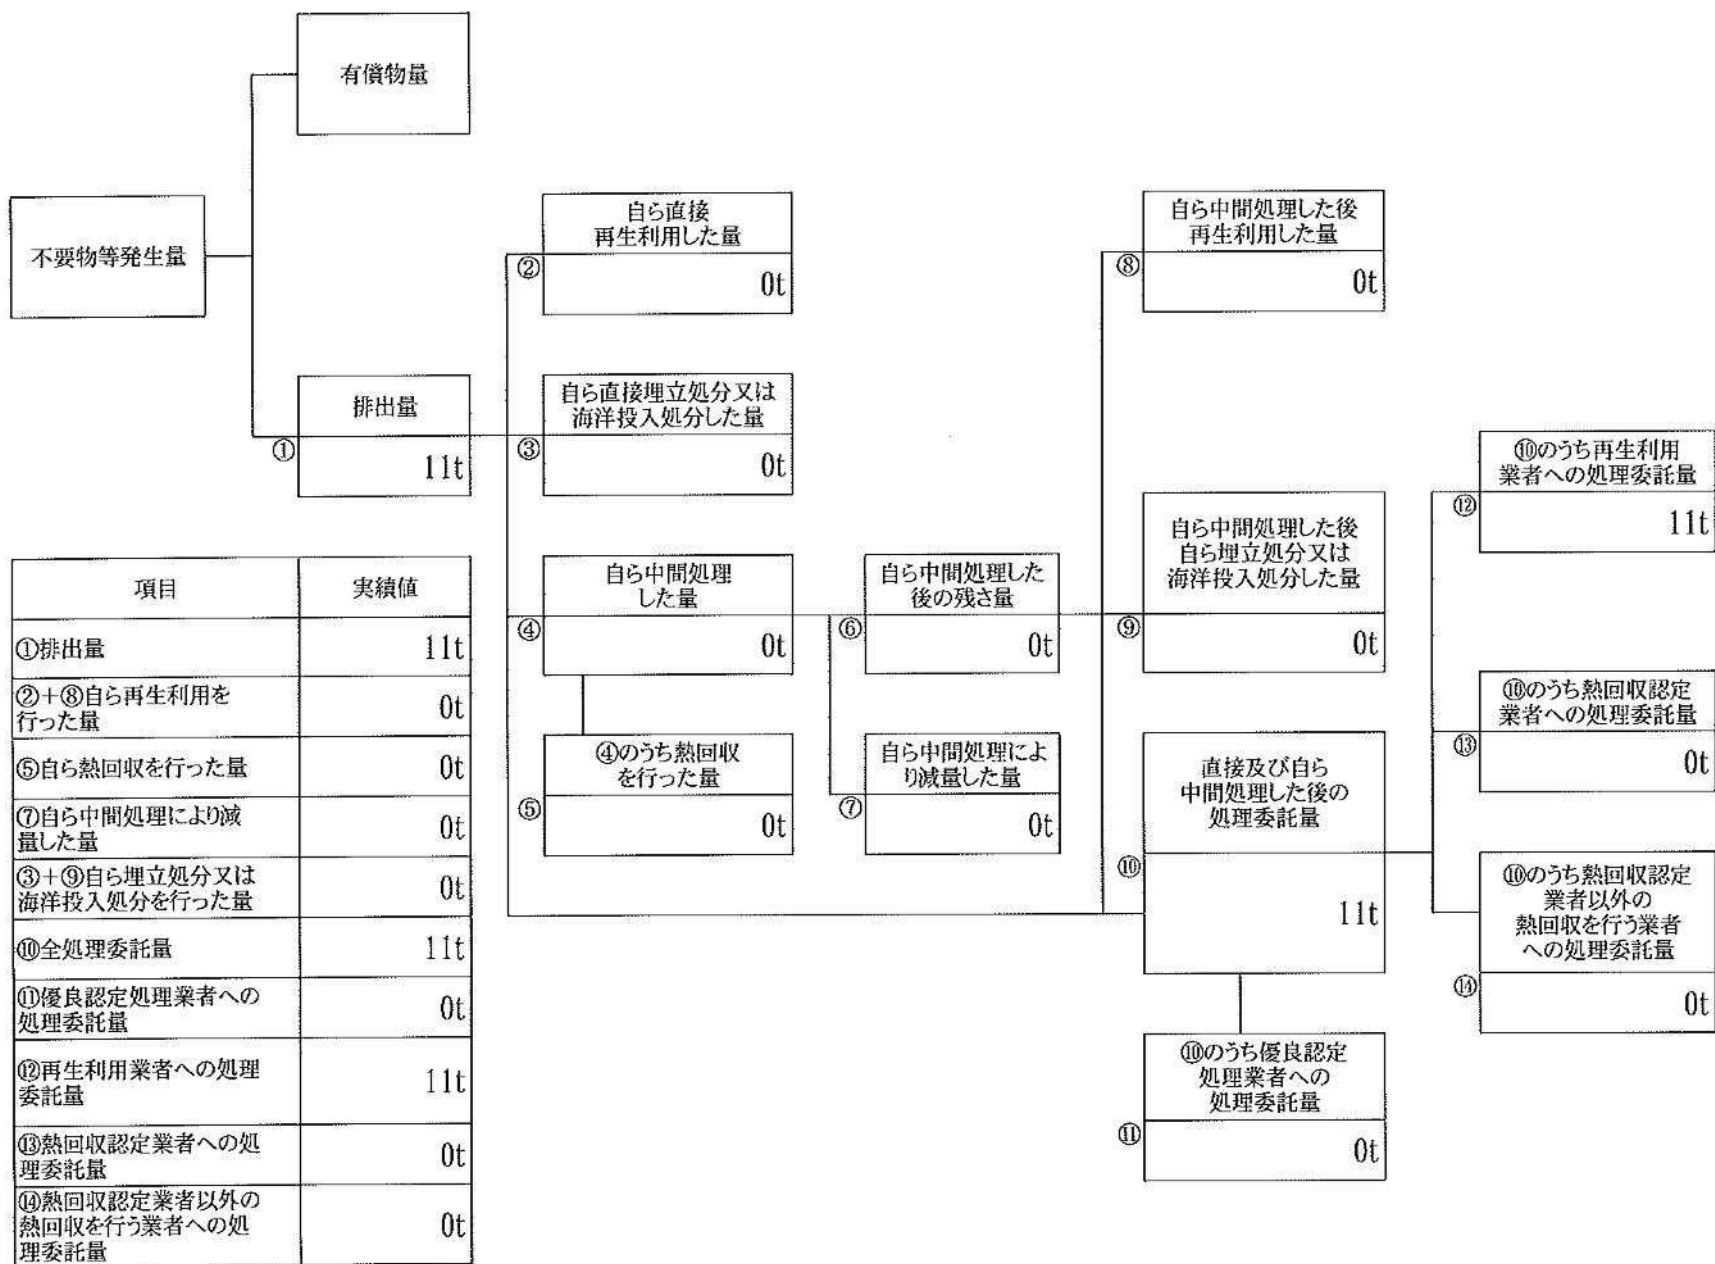 有償物量
不要物等発生量
排出量
①
11t
自ら直接
再生利用した量
②
0t
自ら直接埋立処分又は
海洋投入処分した量
③
0t
自ら中間処理
した量
④
0t
④のうち熱回収
を行った量
⑤
0t
自ら中間処理した
後の残さ量
⑥
0t
自ら中間処理によ
り減量した量
⑦
0t
自ら中間処理した後
再生利用した量
⑧
0t
自ら中間処理した後
自ら埋立処分又は
海洋投入処分した量
⑨
0t
直接及び自ら
中間処理した後の
処理委託量
⑩
11t
⑩のうち優良認定
処理業者への
処理委託量
⑪
0t
⑩のうち再生利用
業者への処理委託量
⑫
11t
⑩のうち熱回収認定
業者への処理委託量
⑬
0t
⑩のうち熱回収認定
業者以外の
熱回収を行う業者
への処理委託量
⑭
0t
項目 実績値
①排出量 11t
②+⑧自ら再生利用を
行った量 0t
⑤自ら熱回収を行った量 0t
⑦自ら中間処理により減
量した量 0t
③+⑨自ら埋立処分又は
海洋投入処分を行った量 0t
⑩全処理委託量 11t
⑪優良認定処理業者への
処理委託量 0t
⑫再生利用業者への処理
委託量 11t
⑬熱回収認定業者への処
理委託量 0t
⑭熱回収認定業者以外の
熱回収を行う業者への処
理委託量 0t